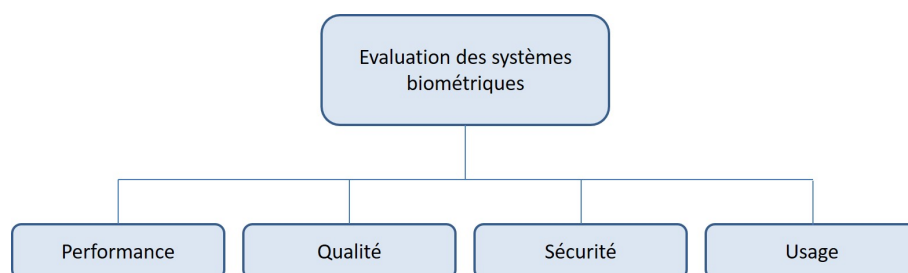 Evaluation des systèmes
biométriques
Performance
Qualité
Sécurité
Usage